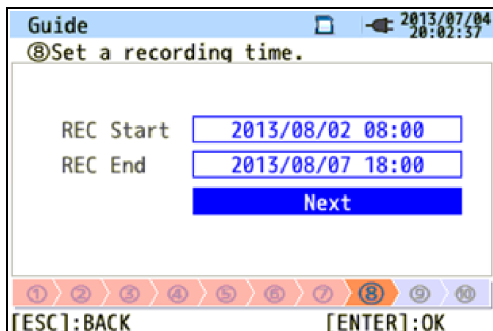 Guide 2013/07/04
20:02:37
⑧Set a recording time.
REC Start 2013/08/02 08:00
REC End 2013/08/07 18:00
Next
① ② ③ ④ ⑤ ⑥ ⑦ ⑧ ⑨ ⑩
[ESC]:BACK [ENTER]:OK